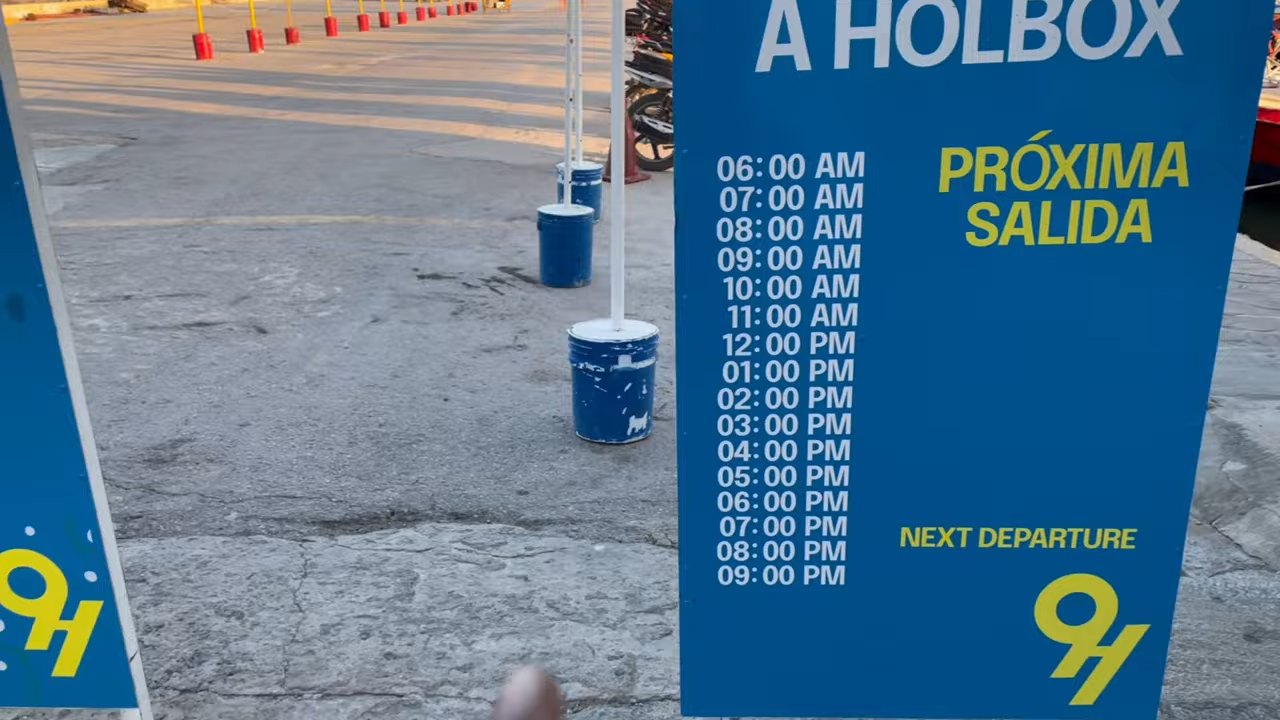 A HOLBOX
06:00 AM
07:00 AM
08:00 AM
09:00 AM
10:00 AM
11:00 AM
12:00 PM
01:00 PM
02:00 PM
03:00 PM
04:00 PM
05:00 PM
06:00 PM
07:00 PM
08:00 PM
09:00 PM
PRÓXIMA
SALIDA
NEXT DEPARTURE
9H
9H